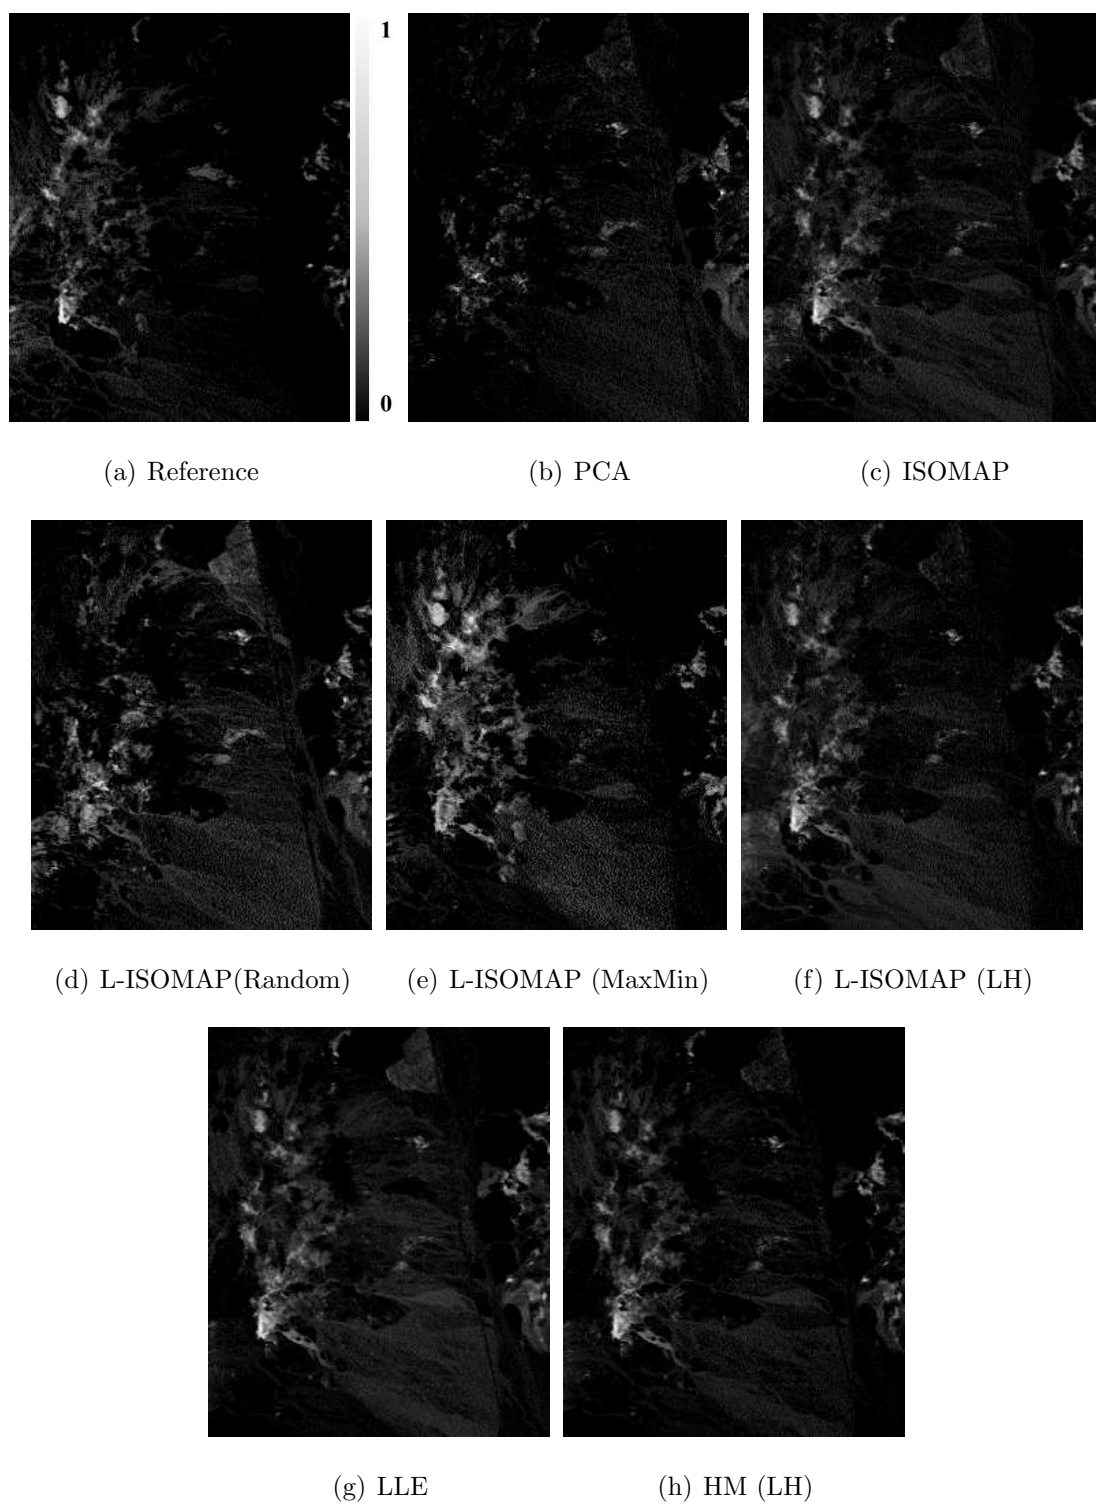 1
0
(a) Reference
(b) PCA
(c) ISOMAP
(d) L-ISOMAP(Random)
(e) L-ISOMAP (MaxMin)
(f) L-ISOMAP (LH)
(g) LLE
(h) HM (LH)